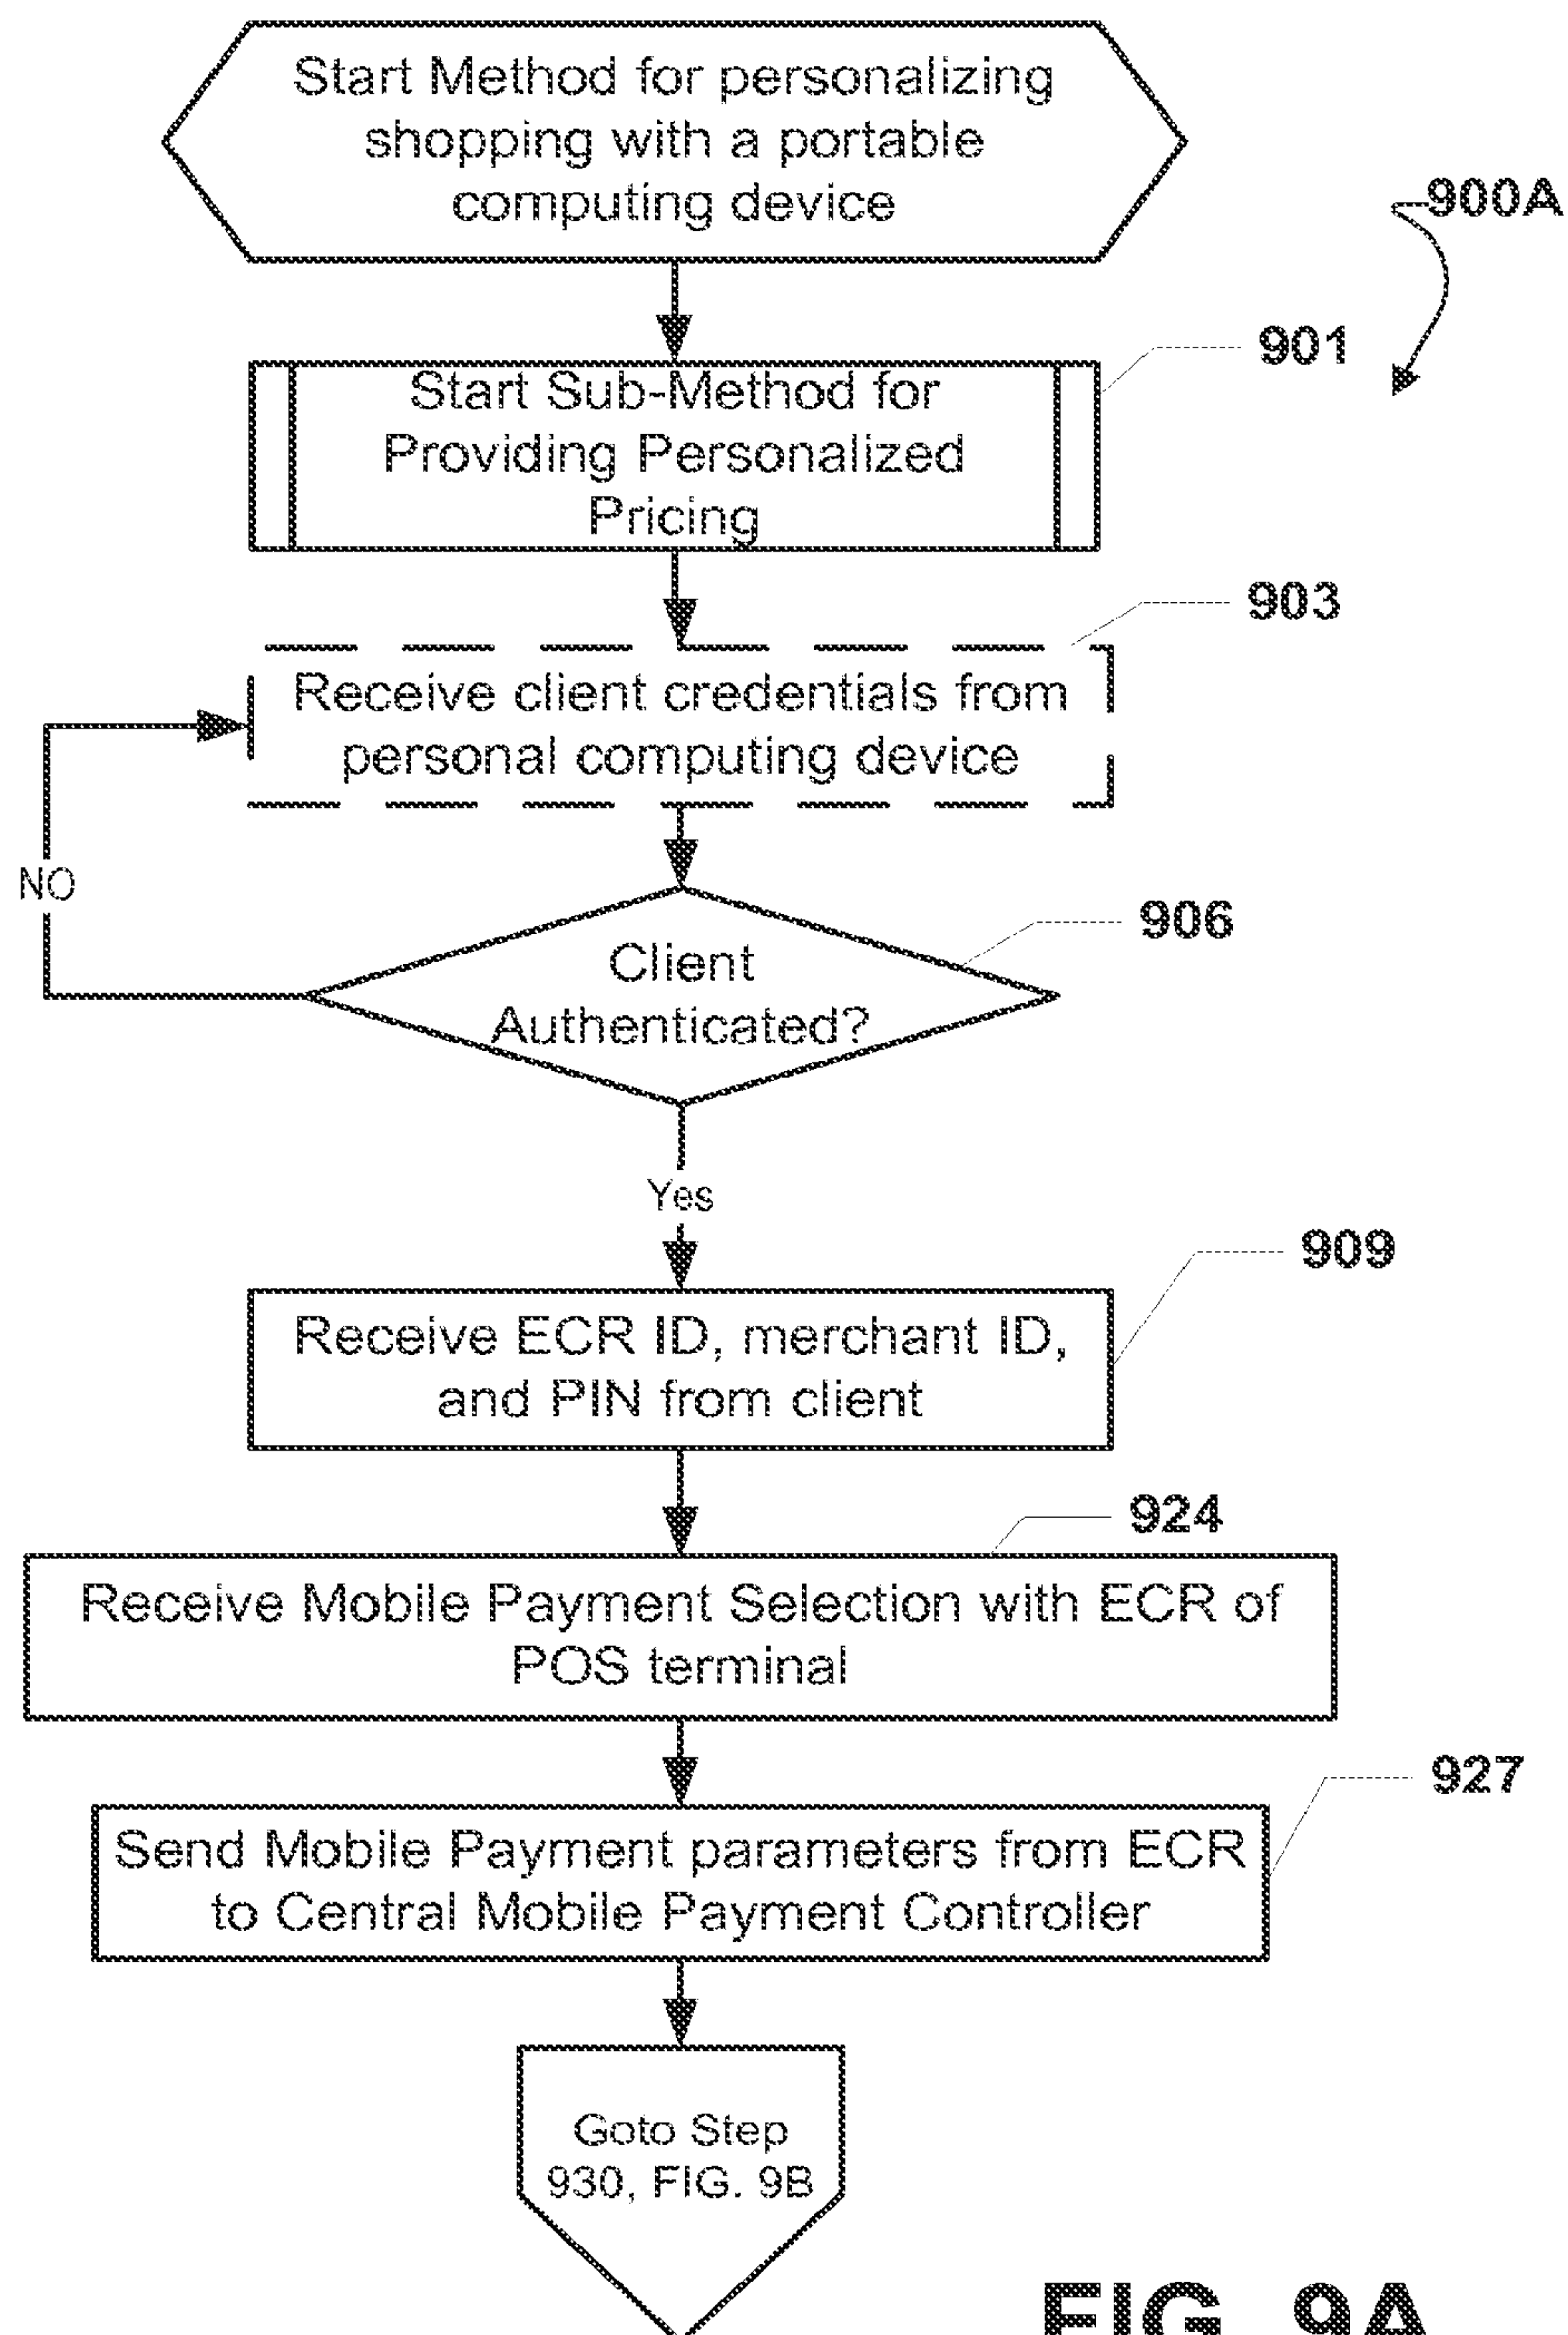 Start Method for personalizing
shopping with a portable
computing device
900A
901
Start Sub-Method for
Providing Personalized
Pricing
903
Receive client credentials from
personal computing device
NO
906
Client
Authenticated?
Yes
909
Receive ECR ID, merchant ID,
and PIN from client
924
Receive Mobile Payment Selection with ECR of
POS terminal
927
Send Mobile Payment parameters from ECR
to Central Mobile Payment Controller
Goto Step
930, FIG. 9B
FIG. 9A